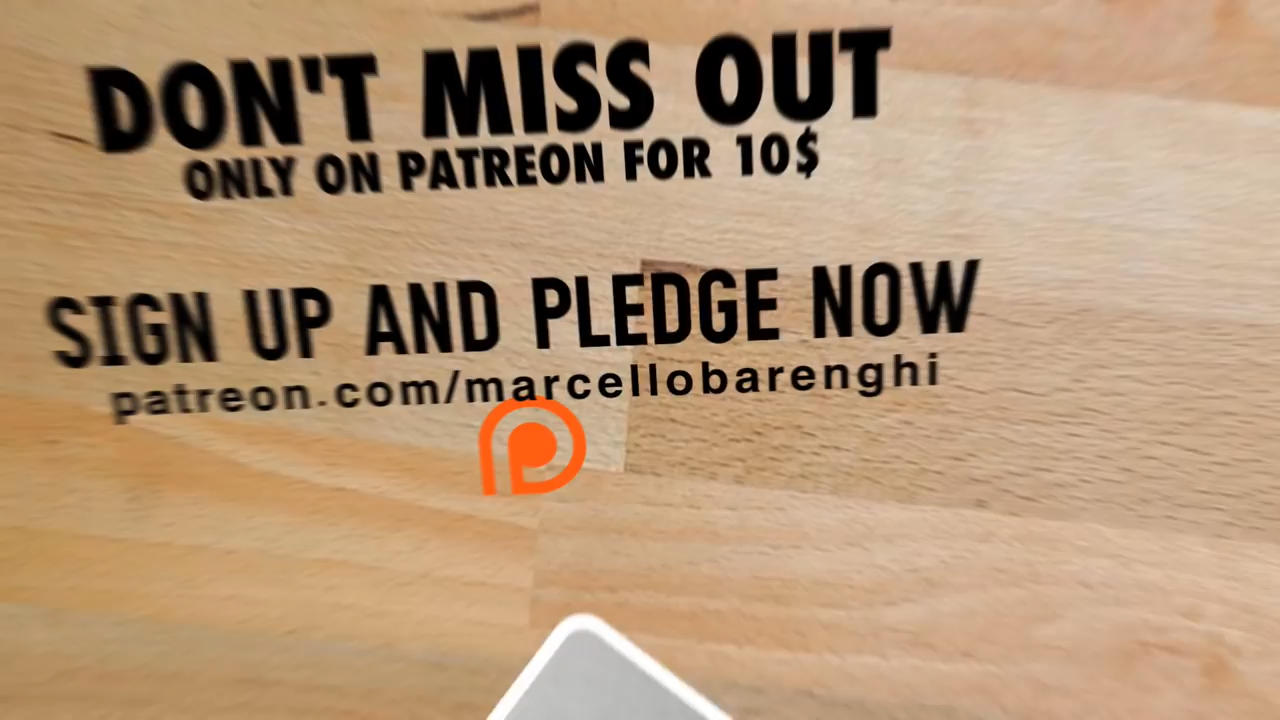 DON'T MISS OUT
ONLY ON PATREON FOR 10$
SIGN UP AND PLEDGE NOW
patreon.com/marcellobarenghi